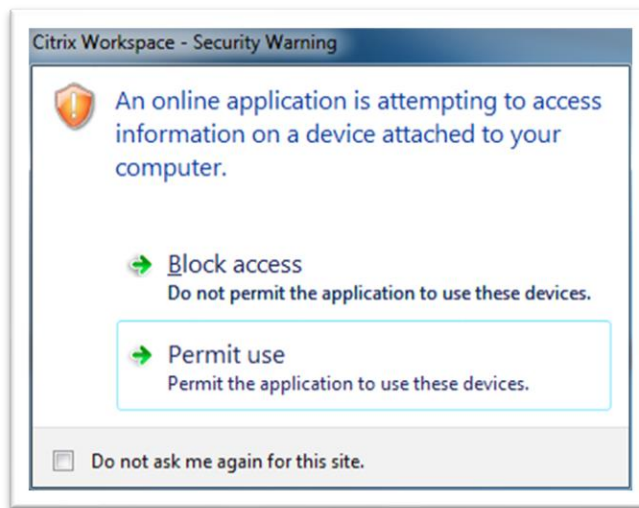 Citrix Workspace - Security Warning
An online application is attempting to access
information on a device attached to your
computer.
Block access
Do not permit the application to use these devices.
Permit use
Permit the application to use these devices.
Do not ask me again for this site.